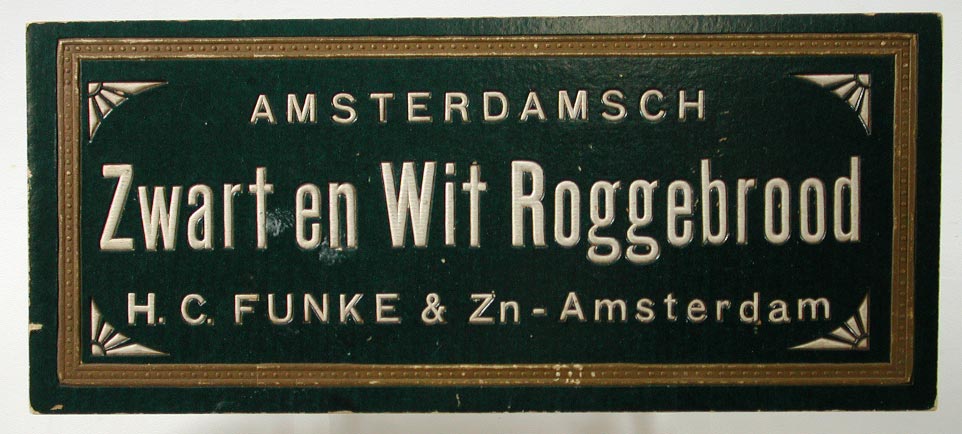 AMSTERDAMSCH
Zwart en Wit Roggebrood
H. C. FUNKE & Zn - Amsterdam